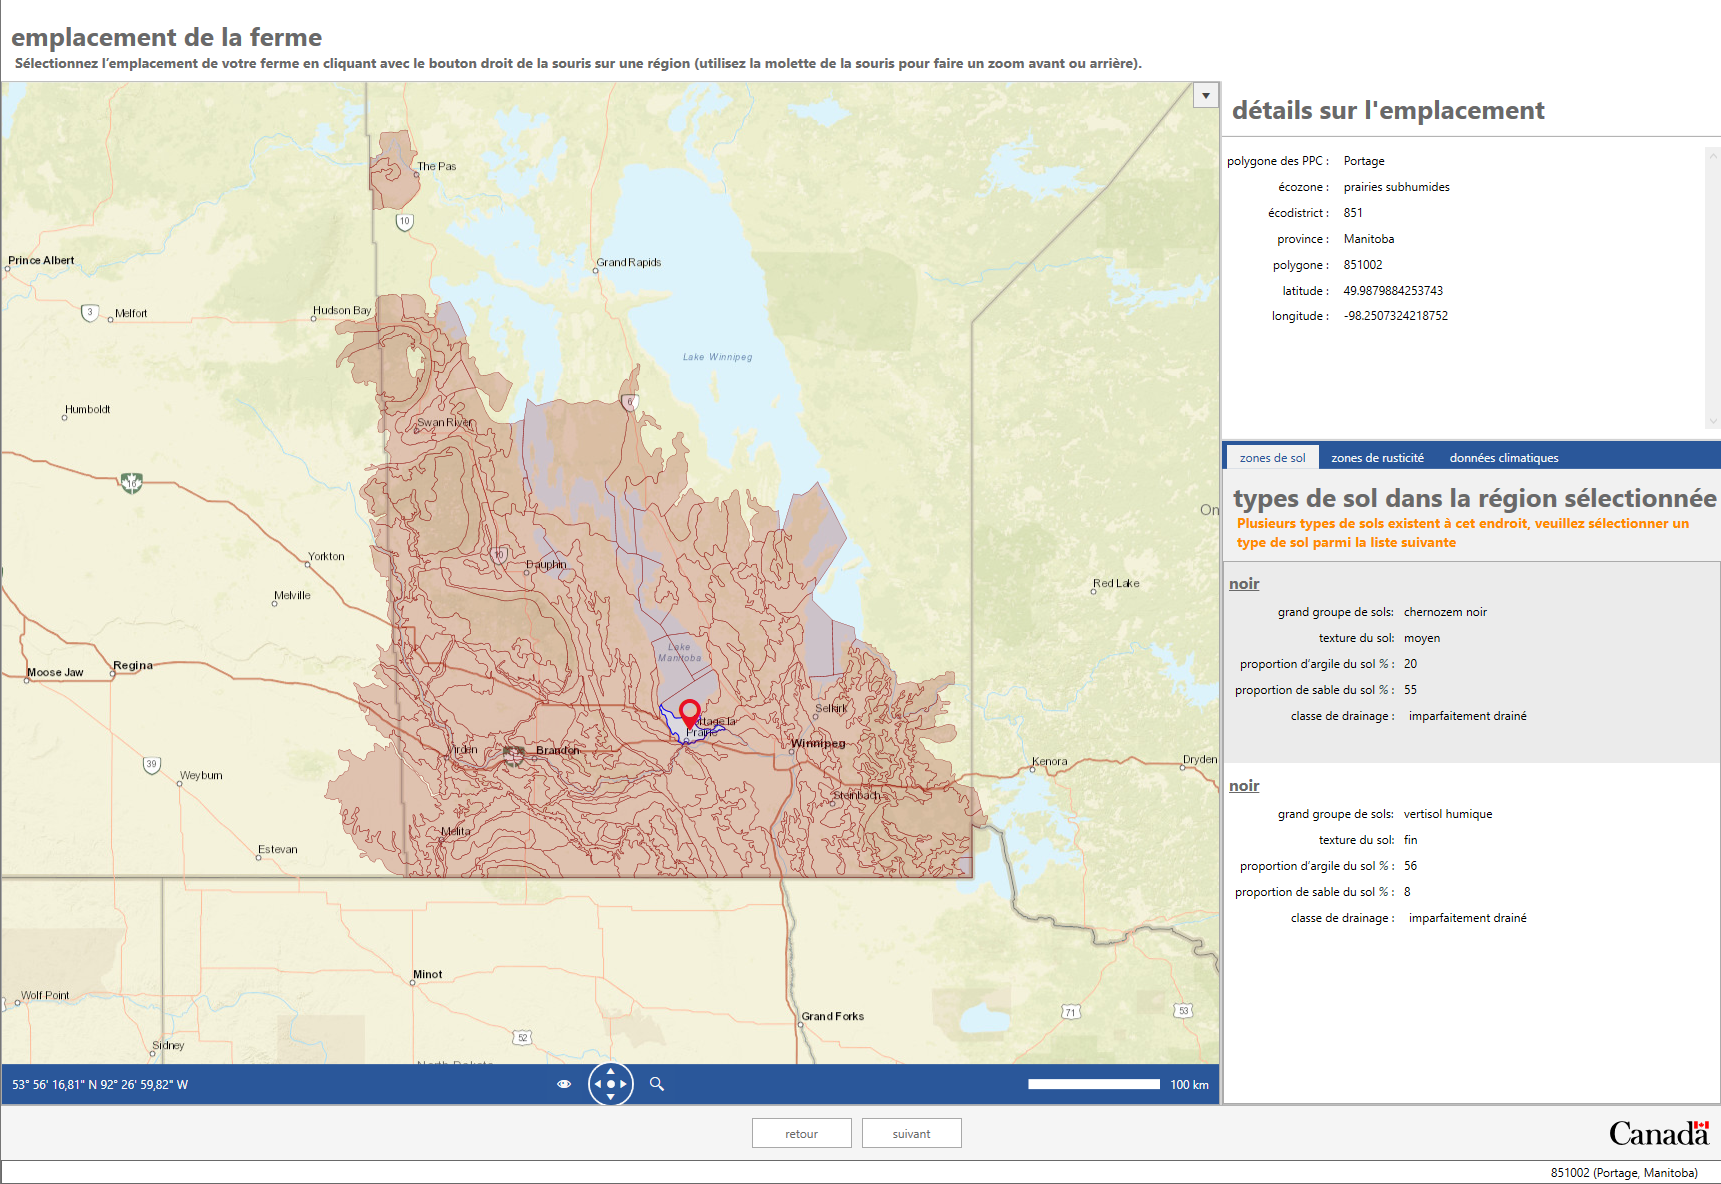 emplacement de la ferme
Sélectionnez l'emplacement de votre ferme en cliquant avec le bouton droit de la souris sur une région (utilisez la molette de la souris pour faire un zoom avant ou arrière).
The Pas
10
Prince Albert
Grand Rapids
3
Melfort
Hudson Bay
Lake Winnipeg
6
Humboldt
Swan River
16
On
10
Yorkton
Dauphin
Red Lake
Melville
Lake
Manitoba
Regina
Moose Jaw
Selkirk
Portage la
Prairie
Virden
Brandon
Winnipeg
39
Weyburn
Kenora
Dryden
Steinbach
Melita
Estevan
Minot
Wolf Point
Grand Forks
71
53
52
Sidney
North Dakota
53° 56' 16,81" N 92° 26' 59,82" W
100 km
détails sur l'emplacement
polygone des PPC : Portage
écozone : prairies subhumides
écodistrict : 851
province : Manitoba
polygone : 851002
latitude : 49.9879884253743
longitude : -98.2507324218752
zones de sol zones de rusticité données climatiques
types de sol dans la région sélectionnée
Plusieurs types de sols existent à cet endroit, veuillez sélectionner un
type de sol parmi la liste suivante
noir
grand groupe de sols: chernozem noir
texture du sol: moyen
proportion d'argile du sol % : 20
proportion de sable du sol % : 55
classe de drainage : imparfaitement drainé
noir
grand groupe de sols: vertisol humique
texture du sol: fin
proportion d'argile du sol % : 56
proportion de sable du sol % : 8
classe de drainage : imparfaitement drainé
retour suivant
Canada
851002 (Portage, Manitoba)